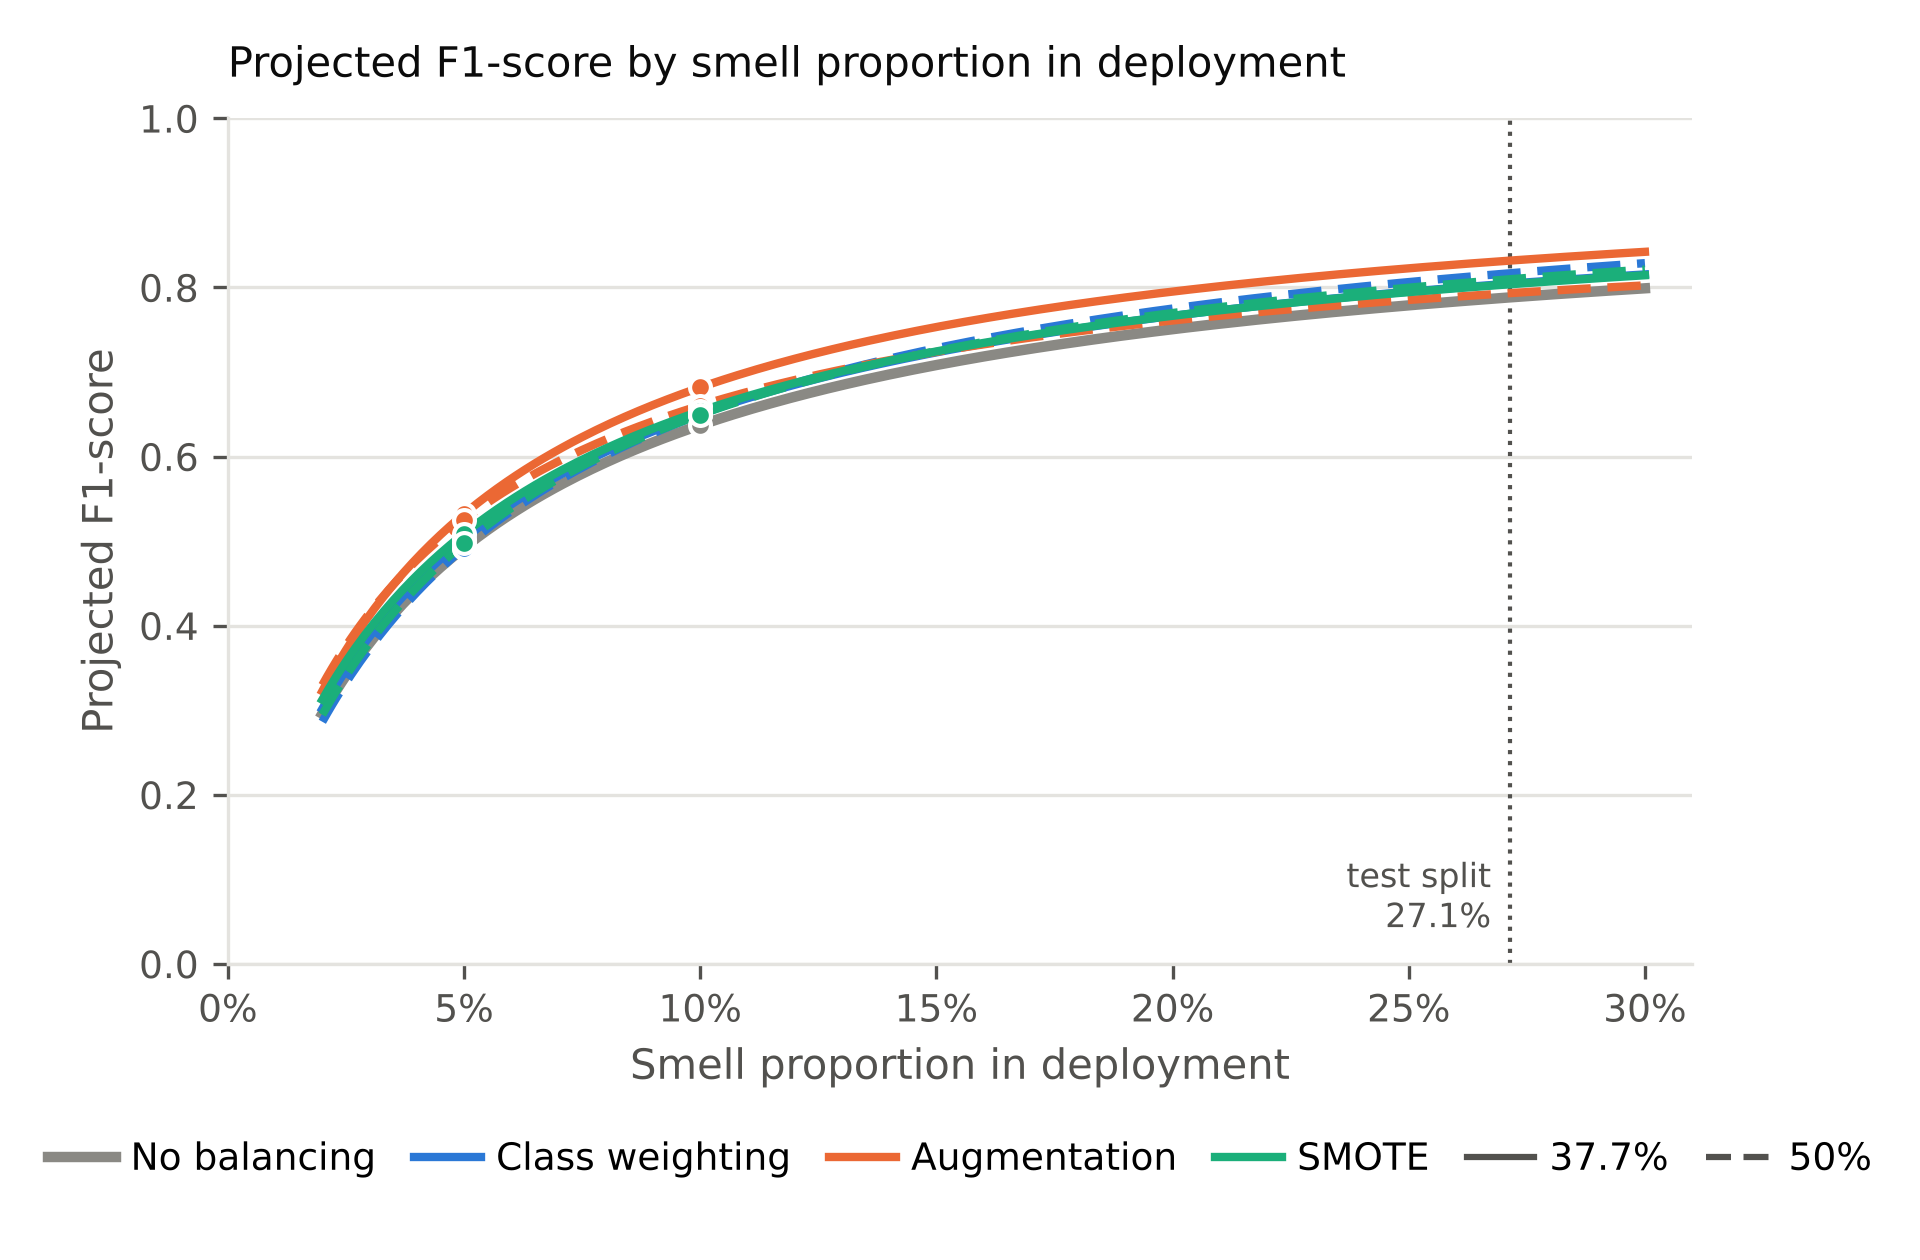 Projected F1-score by smell proportion in deployment
1.0
0.8
0.6
0.4
0.2
0.0
Projected F1-score
test split
27.1%
0% 5% 10% 15% 20% 25% 30%
Smell proportion in deployment
No balancing Class weighting Augmentation SMOTE 37.7% 50%